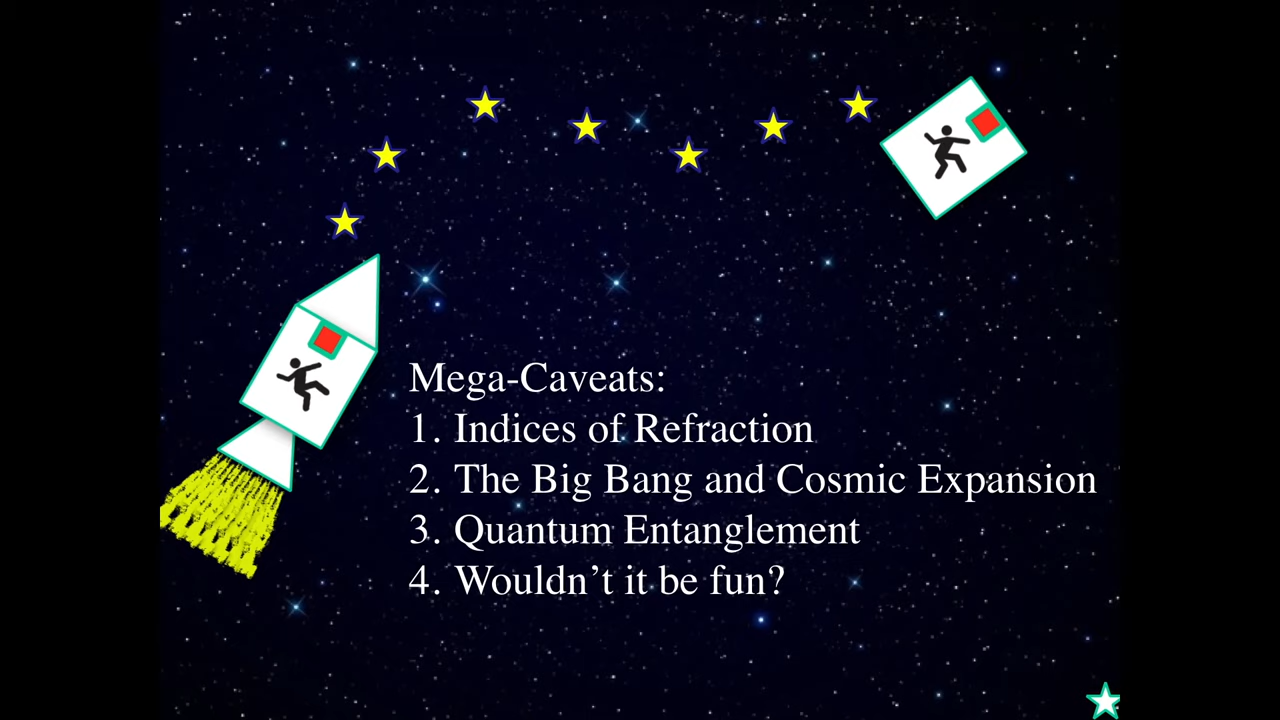 Mega-Caveats:
1. Indices of Refraction
2. The Big Bang and Cosmic Expansion
3. Quantum Entanglement
4. Wouldn’t it be fun?